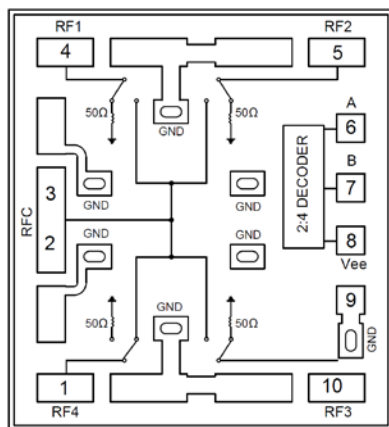 RF1
RF2
4
5
50Ω
50Ω
GND
A
6
B
7
2:4 DECODER
8
Vee
3
2
RFC
GND
GND
GND
GND
9
GND
50Ω
50Ω
GND
1
10
RF4
RF3